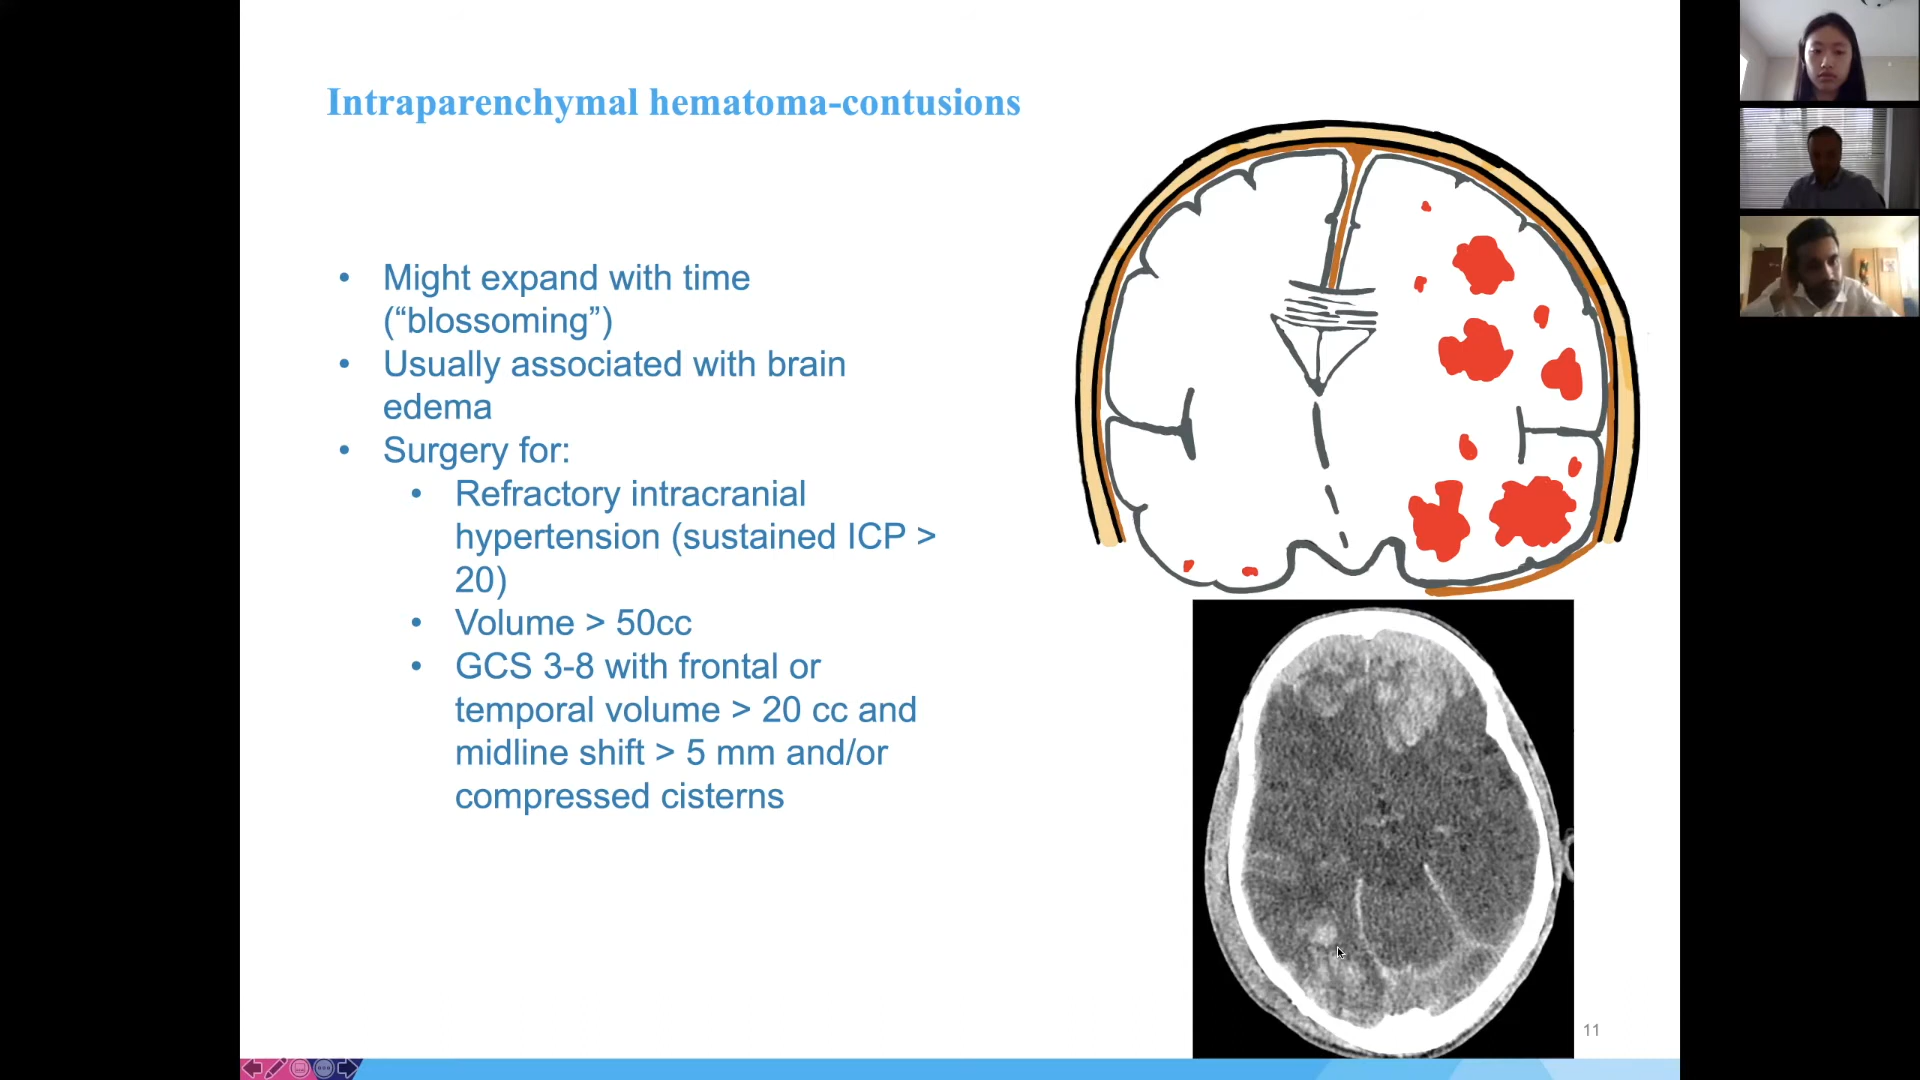 Intraparenchymal hematoma-contusions
• Might expand with time
(“blossoming”)
• Usually associated with brain
edema
• Surgery for:
• Refractory intracranial
hypertension (sustained ICP >
20)
• Volume > 50cc
• GCS 3-8 with frontal or
temporal volume > 20 cc and
midline shift > 5 mm and/or
compressed cisterns
11